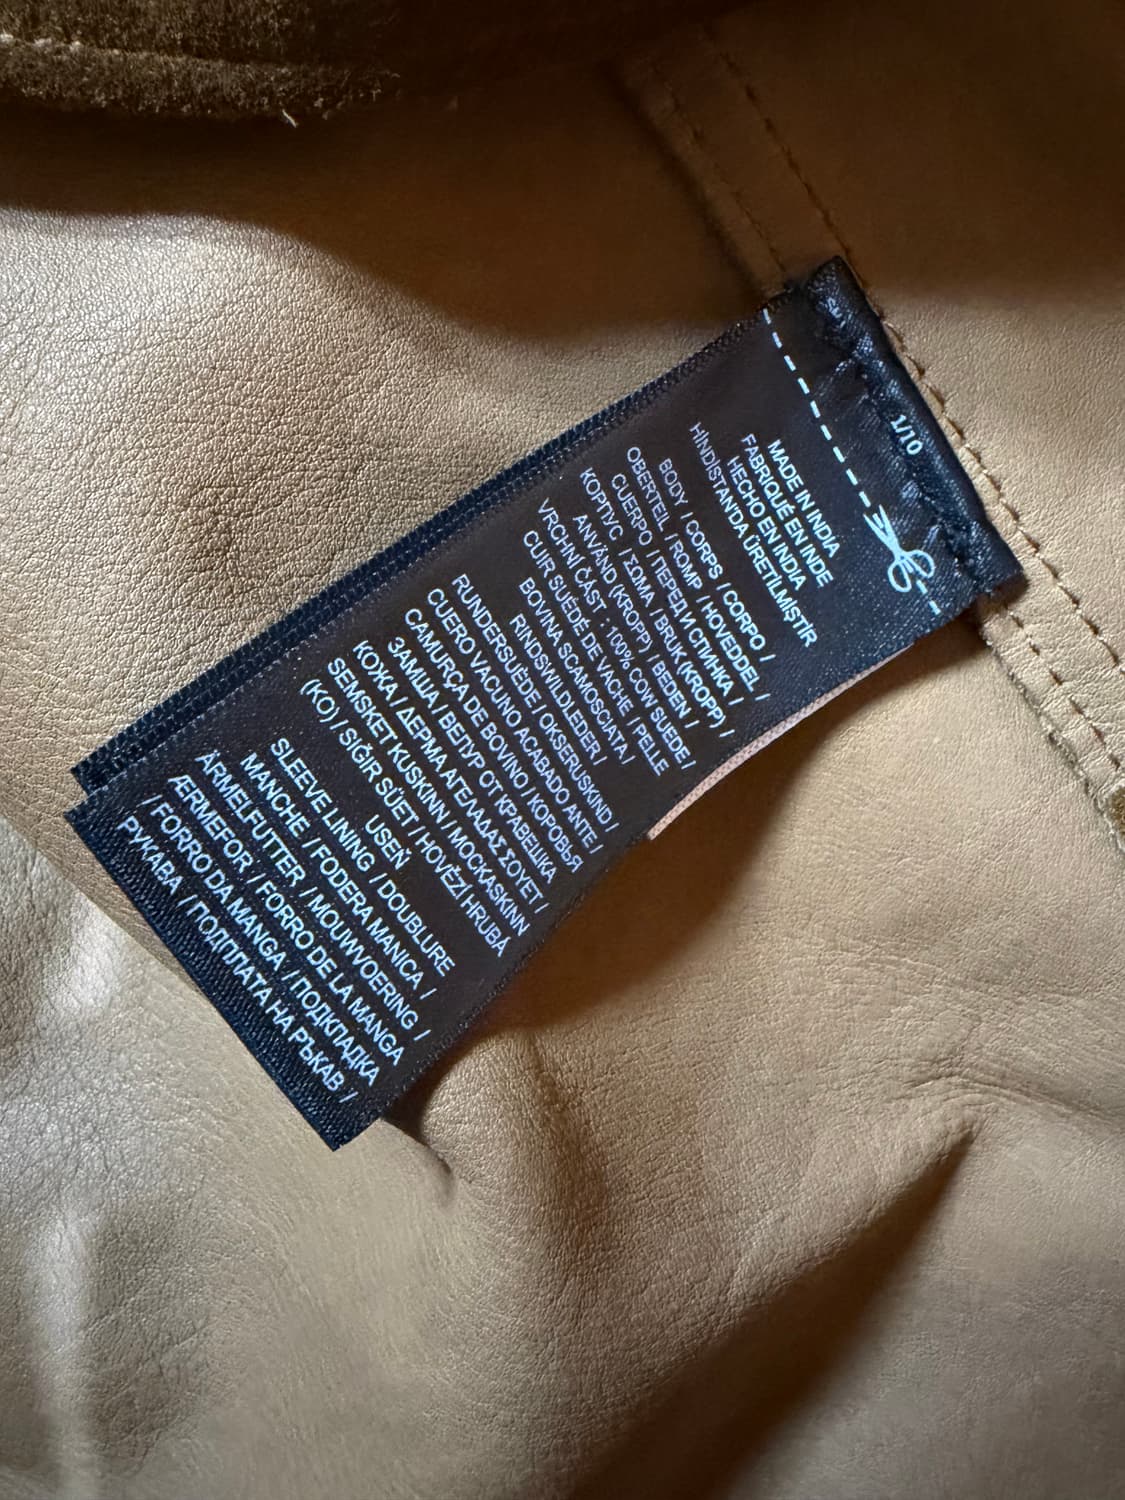 1/10
MADE IN INDIA
FABRIQUÉ EN INDE
HECHO EN INDIA
HİNDİSTAN'DA ÜRETİLMİŞTİR
BODY / CORPS / CORPO /
OBERTEIL / ROMP / HOVEDDEL /
CUERPO / ПЕРЕД И СПИНКА /
КОРПУС / ΣΩΜΑ / BRUK (KROPP) /
ANVÄND (KROPP) / BEDEN /
VRCHNÍ ČÁST : 100% COW SUEDE /
CUIR SUÈDE DE VACHE / PELLE
BOVINA SCAMOSCIATA /
RINDSWILDLEDER /
RUNDERSUÈDE / OKSERUSKIND /
CUERO VACUNO ACABADO ANTE /
CAMURÇA DE BOVINO / КОРОВЬЯ
ЗАМША / ВЕЛУР ОТ КРАВЕШКА
КОЖА / ΔΕΡΜΑ ΑΓΕΛΑΔΑΣ ΣΟΥΕΤ /
SEMSKET KUSKINN / MOCKASKINN
(KO) / SIĞIR SÜET / HOVĚZÍ HRUBÁ
USEŇ
SLEEVE LINING / DOUBLURE
MANCHE / FODERA MANICA /
ÄRMELFUTTER / MOUWVOERING /
ÆRMEFOR / FORRO DE LA MANGA
/ FORRO DA MANGA / ПОДКЛАДКА
РУКАВА / ПОДПЛАТА НА РЪКАВ /